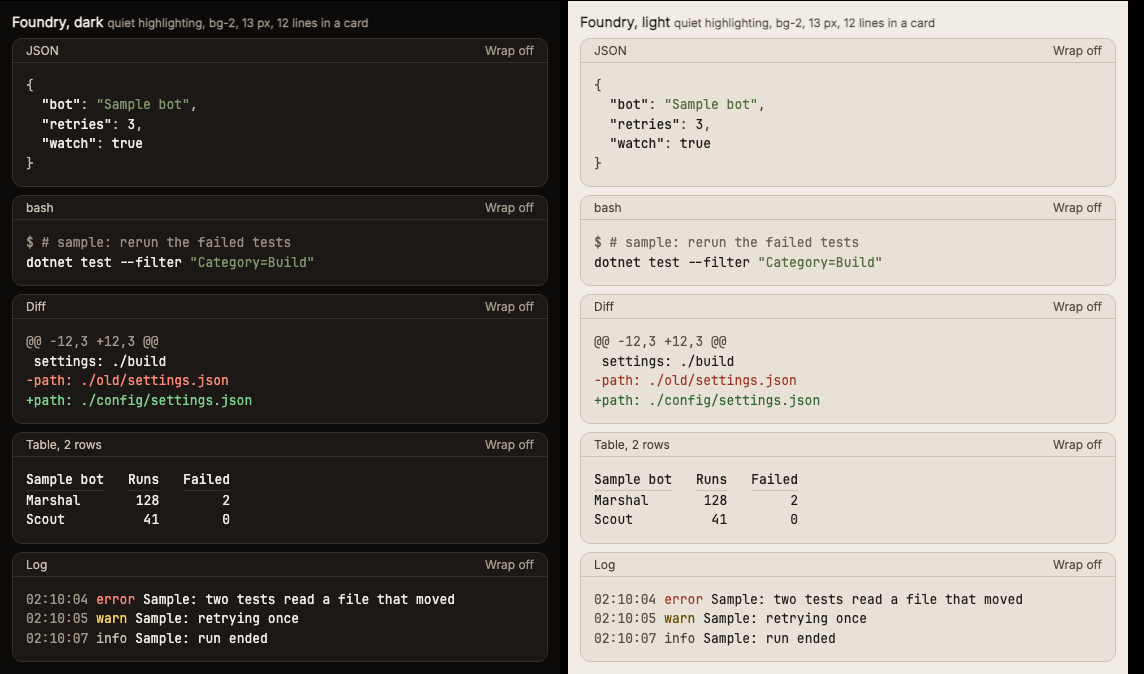 Foundry, dark quiet highlighting, bg-2, 13 px, 12 lines in a card
JSON Wrap off
{
  "bot": "Sample bot",
  "retries": 3,
  "watch": true
}
bash Wrap off
$ # sample: rerun the failed tests
dotnet test --filter "Category=Build"
Diff Wrap off
@@ -12,3 +12,3 @@
 settings: ./build
-path: ./old/settings.json
+path: ./config/settings.json
Table, 2 rows Wrap off
Sample bot Runs Failed
Marshal 128 2
Scout 41 0
Log Wrap off
02:10:04 error Sample: two tests read a file that moved
02:10:05 warn Sample: retrying once
02:10:07 info Sample: run ended
Foundry, light quiet highlighting, bg-2, 13 px, 12 lines in a card
JSON Wrap off
{
  "bot": "Sample bot",
  "retries": 3,
  "watch": true
}
bash Wrap off
$ # sample: rerun the failed tests
dotnet test --filter "Category=Build"
Diff Wrap off
@@ -12,3 +12,3 @@
 settings: ./build
-path: ./old/settings.json
+path: ./config/settings.json
Table, 2 rows Wrap off
Sample bot Runs Failed
Marshal 128 2
Scout 41 0
Log Wrap off
02:10:04 error Sample: two tests read a file that moved
02:10:05 warn Sample: retrying once
02:10:07 info Sample: run ended